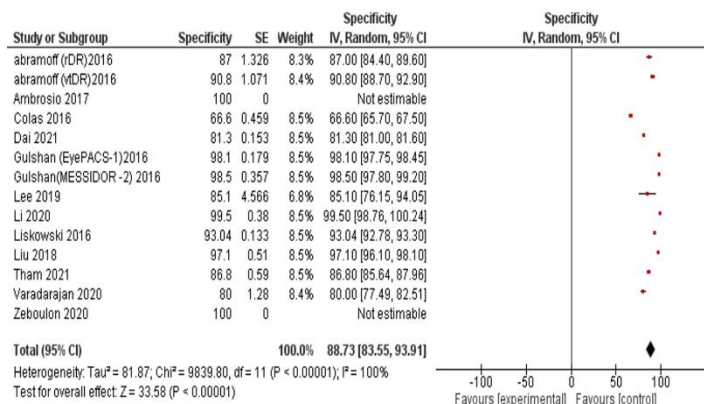 Specificity Specificity
Study or Subgroup Specificity SE Weight IV, Random, 95% CI IV, Random, 95% CI
abramoff (rDR)2016 87 1.326 8.3% 87.00 [84.40, 89.60]
abramoff (vtDR)2016 90.8 1.071 8.4% 90.80 [88.70, 92.90]
Ambrosio 2017 100 0 Not estimable
Colas 2016 66.6 0.459 8.5% 66.60 [65.70, 67.50]
Dai 2021 81.3 0.153 8.5% 81.30 [81.00, 81.60]
Gulshan (EyePACS-1)2016 98.1 0.179 8.5% 98.10 [97.75, 98.45]
Gulshan(MESSIDOR -2) 2016 98.5 0.357 8.5% 98.50 [97.80, 99.20]
Lee 2019 85.1 4.566 6.8% 85.10 [76.15, 94.05]
Li 2020 99.5 0.38 8.5% 99.50 [98.76, 100.24]
Liskowski 2016 93.04 0.133 8.5% 93.04 [92.78, 93.30]
Liu 2018 97.1 0.51 8.5% 97.10 [96.10, 98.10]
Tham 2021 86.8 0.59 8.5% 86.80 [85.64, 87.96]
Varadarajan 2020 80 1.28 8.4% 80.00 [77.49, 82.51]
Zeboulon 2020 100 0 Not estimable
Total (95% CI) 100.0% 88.73 [83.55, 93.91]
Heterogeneity: Tau² = 81.87; Chi² = 9839.80, df = 11 (P < 0.00001); I² = 100%
Test for overall effect: Z = 33.58 (P < 0.00001)
-100 -50 0 50 100
Favours [experimental] Favours [control]